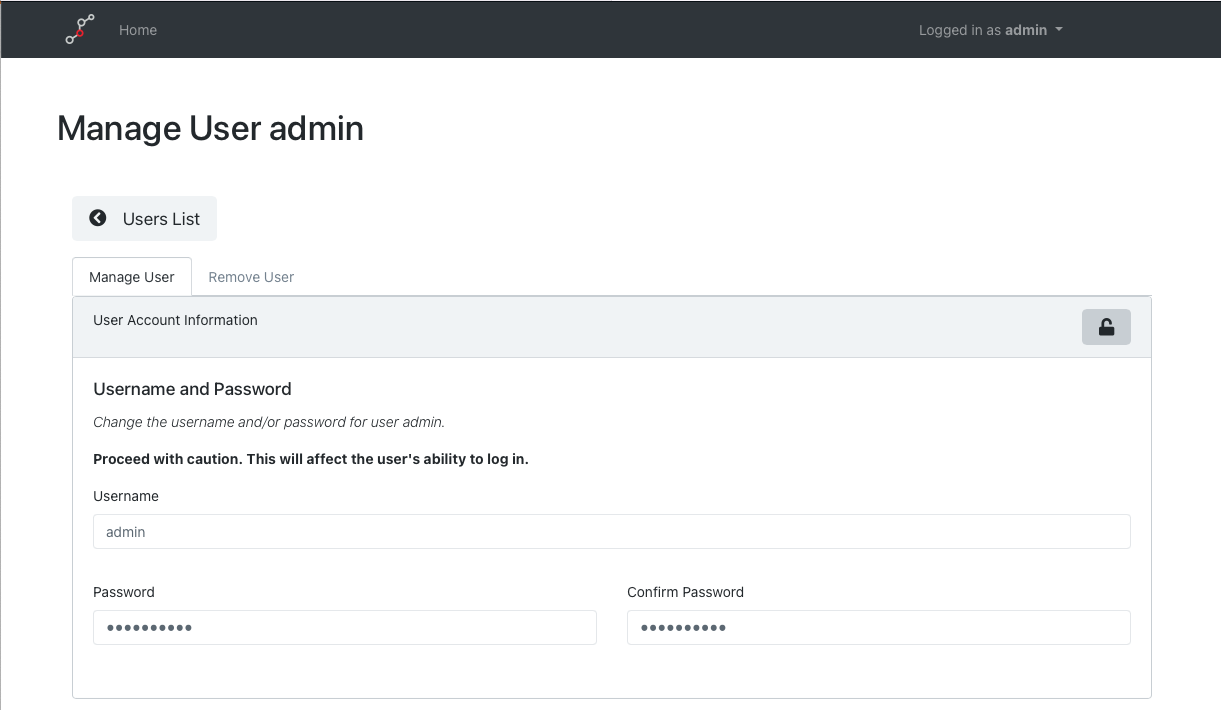 Home
Logged in as admin
Manage User admin
Users List
Manage User
Remove User
User Account Information
Username and Password
Change the username and/or password for user admin.
Proceed with caution. This will affect the user's ability to log in.
Username
admin
Password
Confirm Password
••••••••••
••••••••••